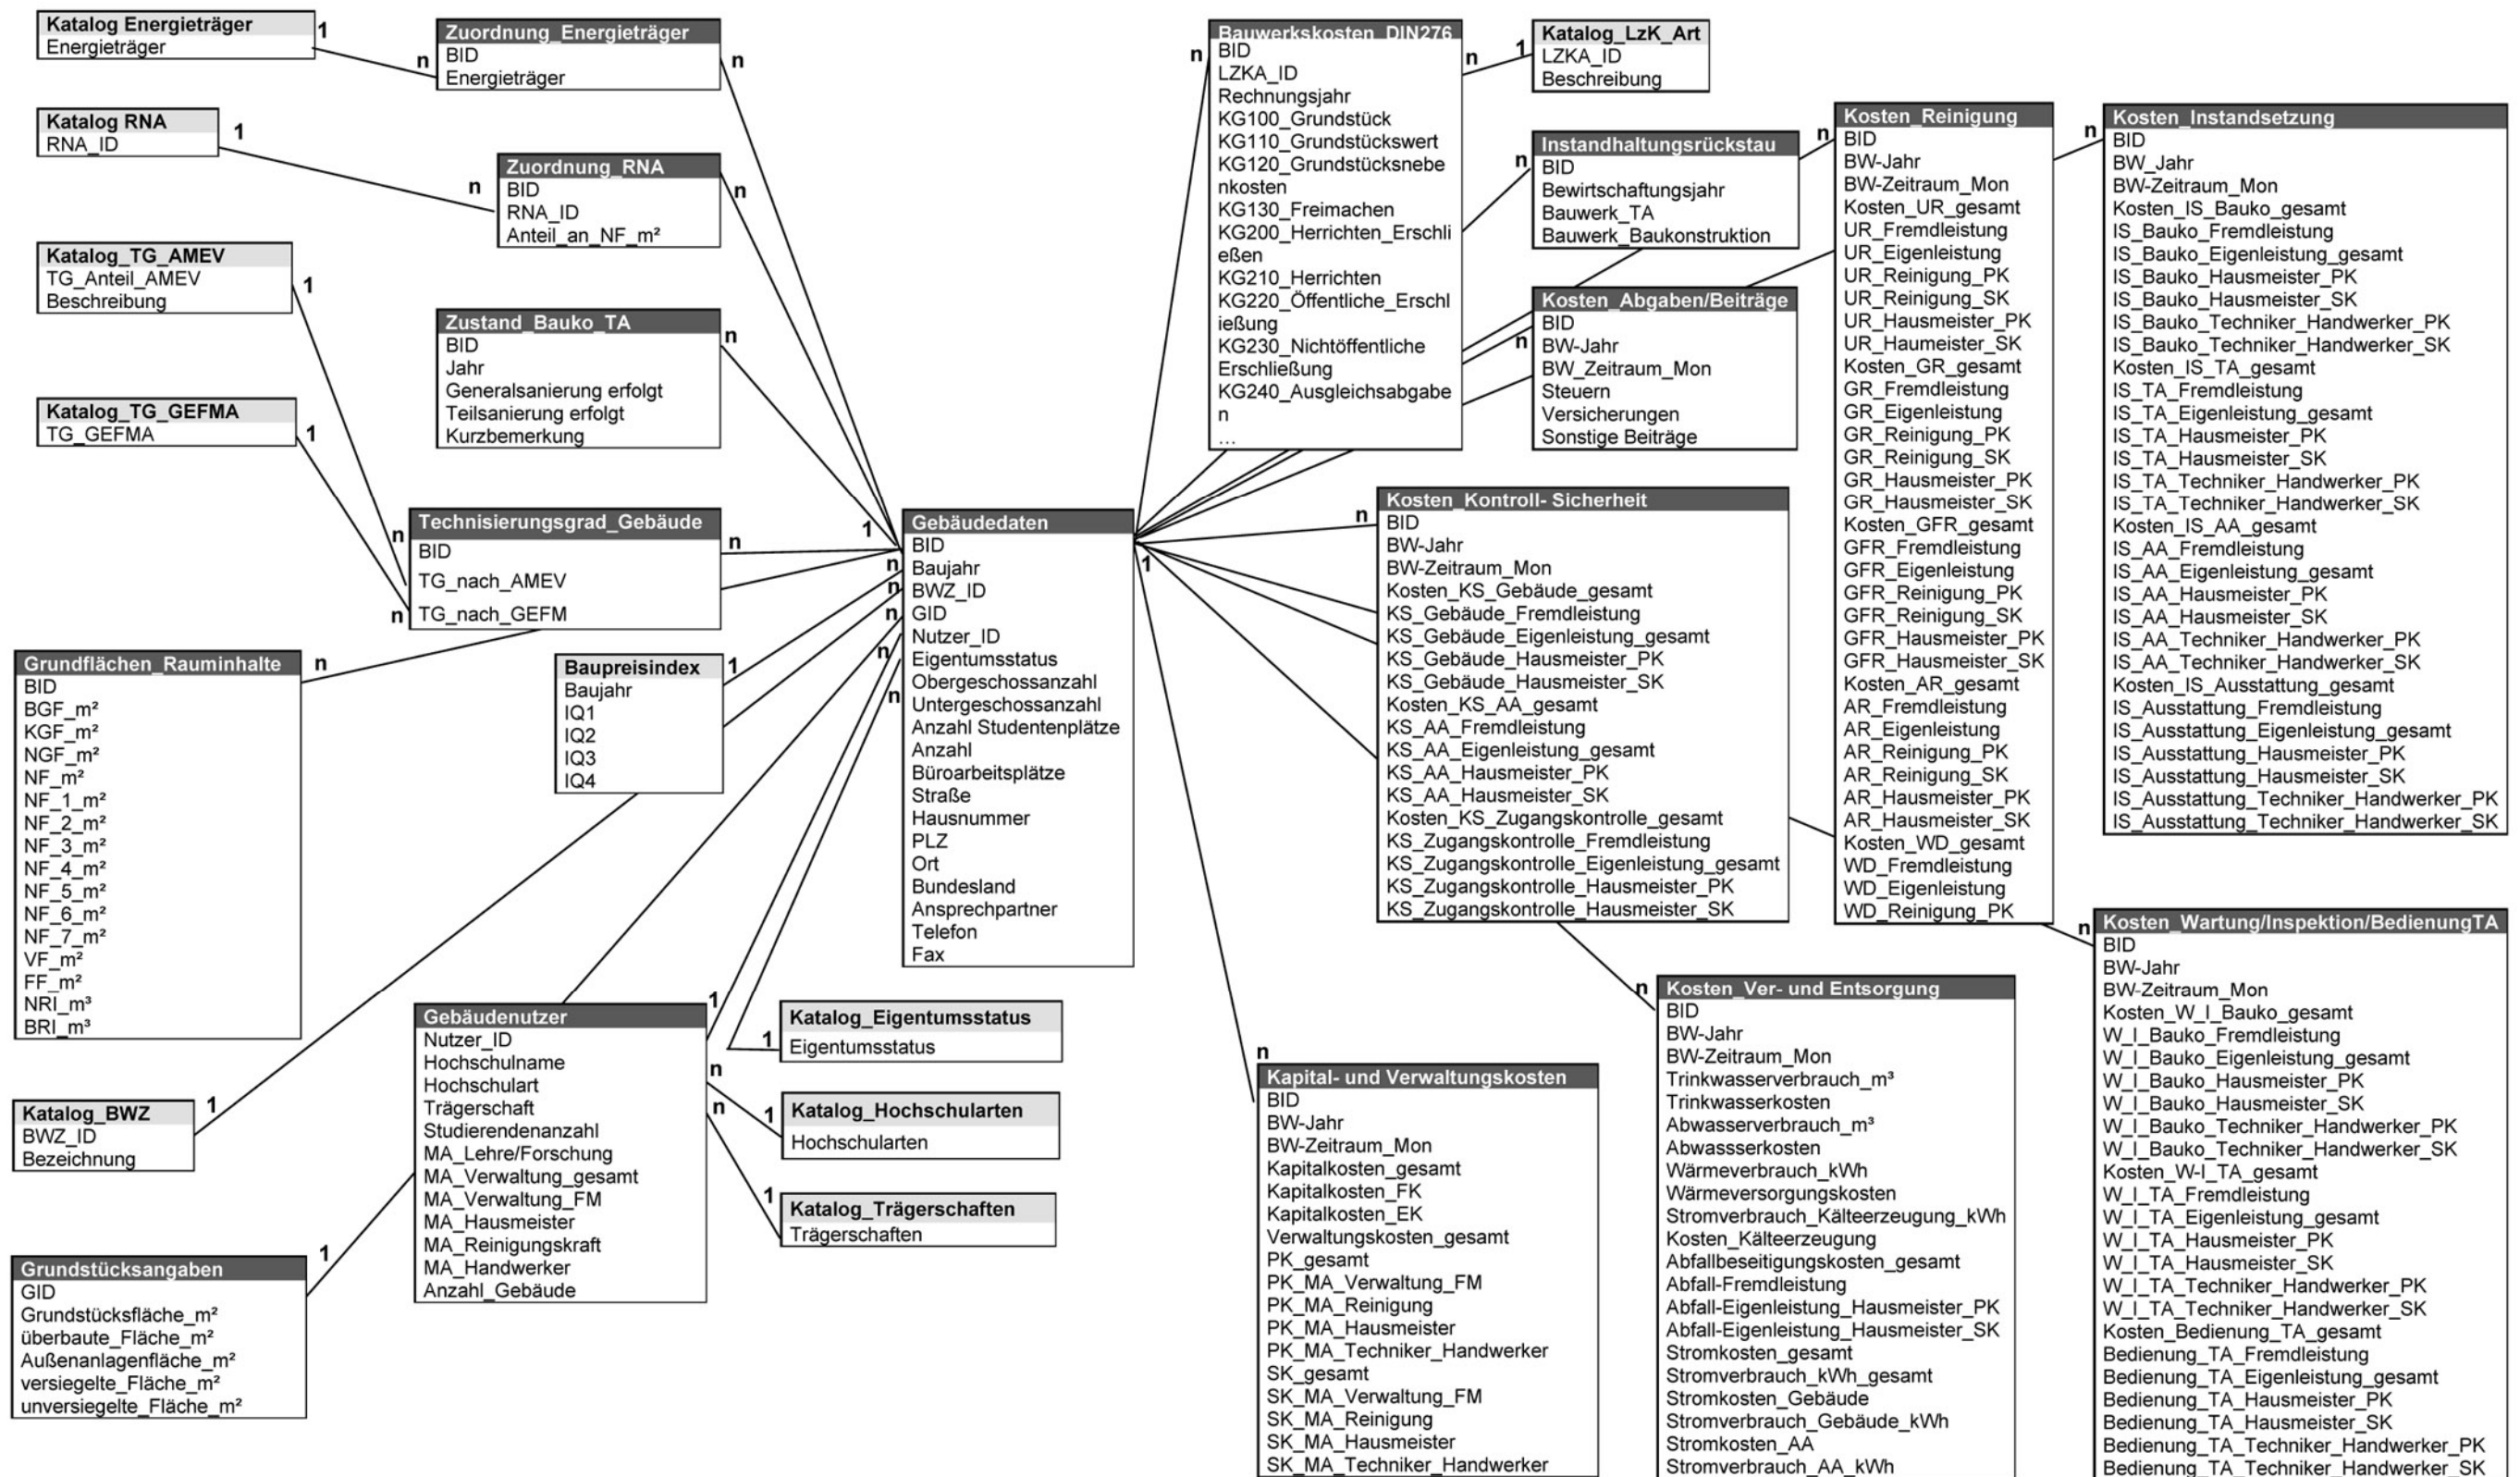 Katalog Energieträger
Energieträger
1
n
Zuordnung_Energieträger
BID
Energieträger
n
Katalog RNA
RNA_ID
1
n
Zuordnung_RNA
BID
RNA_ID
Anteil_an_NF_m²
n
Katalog_TG_AMEV
TG_Anteil_AMEV
Beschreibung
1
Zustand_Bauko_TA
BID
Jahr
Generalsanierung erfolgt
Teilsanierung erfolgt
Kurzbemerkung
n
Katalog_TG_GEFMA
TG_GEFMA
1
n
n
Technisierungsgrad_Gebäude
BID
TG_nach_AMEV
TG_nach_GEFM
n
Grundflächen_Rauminhalte
BID
BGF_m²
KGF_m²
NGF_m²
NF_m²
NF_1_m²
NF_2_m²
NF_3_m²
NF_4_m²
NF_5_m²
NF_6_m²
NF_7_m²
VF_m²
FF_m²
NRI_m³
BRI_m³
n
Baupreisindex
Baujahr
IQ1
IQ2
IQ3
IQ4
1
Katalog_BWZ
BWZ_ID
Bezeichnung
1
Grundstücksangaben
GID
Grundstücksfläche_m²
überbaute_Fläche_m²
Außenanlagenfläche_m²
versiegelte_Fläche_m²
unversiegelte_Fläche_m²
1
Gebäudenutzer
Nutzer_ID
Hochschulname
Hochschulart
Trägerschaft
Studierendenanzahl
MA_Lehre/Forschung
MA_Verwaltung_gesamt
MA_Verwaltung_FM
MA_Hausmeister
MA_Reinigungskraft
MA_Handwerker
Anzahl_Gebäude
1
n
n
Katalog_Eigentumsstatus
Eigentumsstatus
1
Katalog_Hochschularten
Hochschularten
1
Katalog_Trägerschaften
Trägerschaften
1
1
n
n
n
n
n
Gebäudedaten
BID
Baujahr
BWZ_ID
GID
Nutzer_ID
Eigentumsstatus
Obergeschossanzahl
Untergeschossanzahl
Anzahl Studentenplätze
Anzahl
Büroarbeitsplätze
Straße
Hausnummer
PLZ
Ort
Bundesland
Ansprechpartner
Telefon
Fax
1
n
Bauwerkskosten_DIN276
BID
LZKA_ID
Rechnungsjahr
KG100_Grundstück
KG110_Grundstückswert
KG120_Grundstücksnebe
nkosten
KG130_Freimachen
KG200_Herrichten_Erschli
eßen
KG210_Herrichten
KG220_Öffentliche_Erschl
ießung
KG230_Nichtöffentliche
Erschließung
KG240_Ausgleichsabgabe
n
...
n
1
Katalog_LzK_Art
LZKA_ID
Beschreibung
n
Instandhaltungsrückstau
BID
Bewirtschaftungsjahr
Bauwerk_TA
Bauwerk_Baukonstruktion
n
Kosten_Abgaben/Beiträge
BID
BW-Jahr
BW_Zeitraum_Mon
Steuern
Versicherungen
Sonstige Beiträge
n
Kosten_Kontroll- Sicherheit
BID
BW-Jahr
BW-Zeitraum_Mon
Kosten_KS_Gebäude_gesamt
KS_Gebäude_Fremdleistung
KS_Gebäude_Eigenleistung_gesamt
KS_Gebäude_Hausmeister_PK
KS_Gebäude_Hausmeister_SK
Kosten_KS_AA_gesamt
KS_AA_Fremdleistung
KS_AA_Eigenleistung_gesamt
KS_AA_Hausmeister_PK
KS_AA_Hausmeister_SK
Kosten_KS_Zugangskontrolle_gesamt
KS_Zugangskontrolle_Fremdleistung
KS_Zugangskontrolle_Eigenleistung_gesamt
KS_Zugangskontrolle_Hausmeister_PK
KS_Zugangskontrolle_Hausmeister_SK
n
Kosten_Reinigung
BID
BW-Jahr
BW-Zeitraum_Mon
Kosten_UR_gesamt
UR_Fremdleistung
UR_Eigenleistung
UR_Reinigung_PK
UR_Reinigung_SK
UR_Hausmeister_PK
UR_Haumeister_SK
Kosten_GR_gesamt
GR_Fremdleistung
GR_Eigenleistung
GR_Reinigung_PK
GR_Reinigung_SK
GR_Hausmeister_PK
GR_Hausmeister_SK
Kosten_GFR_gesamt
GFR_Fremdleistung
GFR_Eigenleistung
GFR_Reinigung_PK
GFR_Reinigung_SK
GFR_Hausmeister_PK
GFR_Hausmeister_SK
Kosten_AR_gesamt
AR_Fremdleistung
AR_Eigenleistung
AR_Reinigung_PK
AR_Reinigung_SK
AR_Hausmeister_PK
AR_Hausmeister_SK
Kosten_WD_gesamt
WD_Fremdleistung
WD_Eigenleistung
WD_Reinigung_PK
n
Kosten_Instandsetzung
BID
BW_Jahr
BW-Zeitraum_Mon
Kosten_IS_Bauko_gesamt
IS_Bauko_Fremdleistung
IS_Bauko_Eigenleistung_gesamt
IS_Bauko_Hausmeister_PK
IS_Bauko_Hausmeister_SK
IS_Bauko_Techniker_Handwerker_PK
IS_Bauko_Techniker_Handwerker_SK
Kosten_IS_TA_gesamt
IS_TA_Fremdleistung
IS_TA_Eigenleistung_gesamt
IS_TA_Hausmeister_PK
IS_TA_Hausmeister_SK
IS_TA_Techniker_Handwerker_PK
IS_TA_Techniker_Handwerker_SK
Kosten_IS_AA_gesamt
IS_AA_Fremdleistung
IS_AA_Eigenleistung_gesamt
IS_AA_Hausmeister_PK
IS_AA_Hausmeister_SK
IS_AA_Techniker_Handwerker_PK
IS_AA_Techniker_Handwerker_SK
Kosten_IS_Ausstattung_gesamt
IS_Ausstattung_Fremdleistung
IS_Ausstattung_Eigenleistung_gesamt
IS_Ausstattung_Hausmeister_PK
IS_Ausstattung_Hausmeister_SK
IS_Ausstattung_Techniker_Handwerker_PK
IS_Ausstattung_Techniker_Handwerker_SK
n
Kapital- und Verwaltungskosten
BID
BW-Jahr
BW-Zeitraum_Mon
Kapitalkosten_gesamt
Kapitalkosten_FK
Kapitalkosten_EK
Verwaltungskosten_gesamt
PK_gesamt
PK_MA_Verwaltung_FM
PK_MA_Reinigung
PK_MA_Hausmeister
PK_MA_Techniker_Handwerker
SK_gesamt
SK_MA_Verwaltung_FM
SK_MA_Reinigung
SK_MA_Hausmeister
SK_MA_Techniker_Handwerker
n
Kosten_Ver- und Entsorgung
BID
BW-Jahr
BW-Zeitraum_Mon
Trinkwasserverbrauch_m³
Trinkwasserkosten
Abwasserverbrauch_m³
Abwassserkosten
Wärmeverbrauch_kWh
Wärmeversorgungskosten
Stromverbrauch_Kälteerzeugung_kWh
Kosten_Kälteerzeugung
Abfallbeseitigungskosten_gesamt
Abfall-Fremdleistung
Abfall-Eigenleistung_Hausmeister_PK
Abfall-Eigenleistung_Hausmeister_SK
Stromkosten_gesamt
Stromverbrauch_kWh_gesamt
Stromkosten_Gebäude
Stromverbrauch_Gebäude_kWh
Stromkosten_AA
Stromverbrauch_AA_kWh
n
Kosten_Wartung/Inspektion/BedienungTA
BID
BW-Jahr
BW-Zeitraum_Mon
Kosten_W_I_Bauko_gesamt
W_I_Bauko_Fremdleistung
W_I_Bauko_Eigenleistung_gesamt
W_I_Bauko_Hausmeister_PK
W_I_Bauko_Hausmeister_SK
W_I_Bauko_Techniker_Handwerker_PK
W_I_Bauko_Techniker_Handwerker_SK
Kosten_W-I_TA_gesamt
W_I_TA_Fremdleistung
W_I_TA_Eigenleistung_gesamt
W_I_TA_Hausmeister_PK
W_I_TA_Hausmeister_SK
W_I_TA_Techniker_Handwerker_PK
W_I_TA_Techniker_Handwerker_SK
Kosten_Bedienung_TA_gesamt
Bedienung_TA_Fremdleistung
Bedienung_TA_Eigenleistung_gesamt
Bedienung_TA_Hausmeister_PK
Bedienung_TA_Hausmeister_SK
Bedienung_TA_Techniker_Handwerker_PK
Bedienung_TA_Techniker_Handwerker_SK